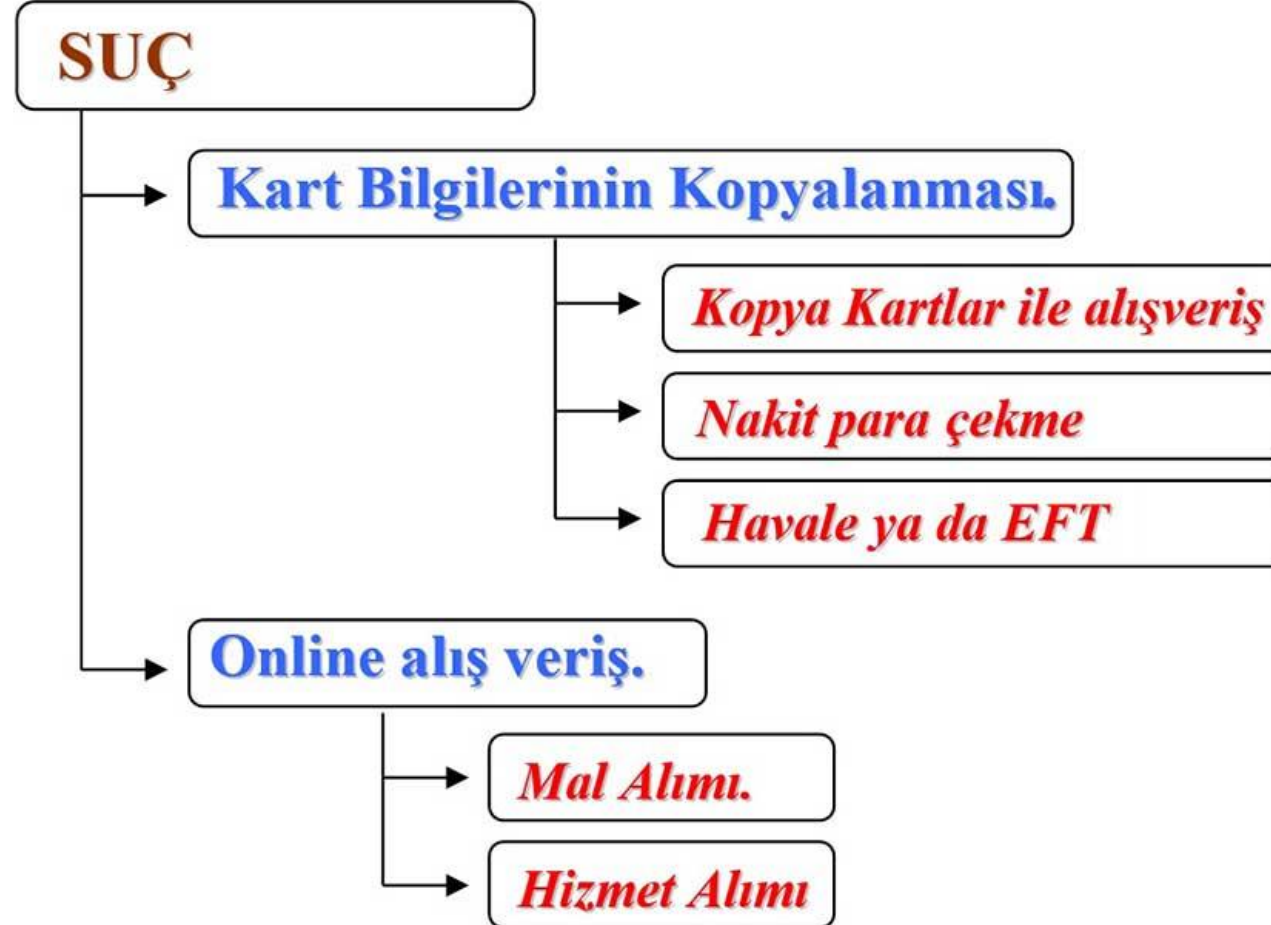 SUÇ
Kart Bilgilerinin Kopyalanması.
Kopya Kartlar ile alışveriş
Nakit para çekme
Havale ya da EFT
Online alış veriş.
Mal Alımı.
Hizmet Alımı